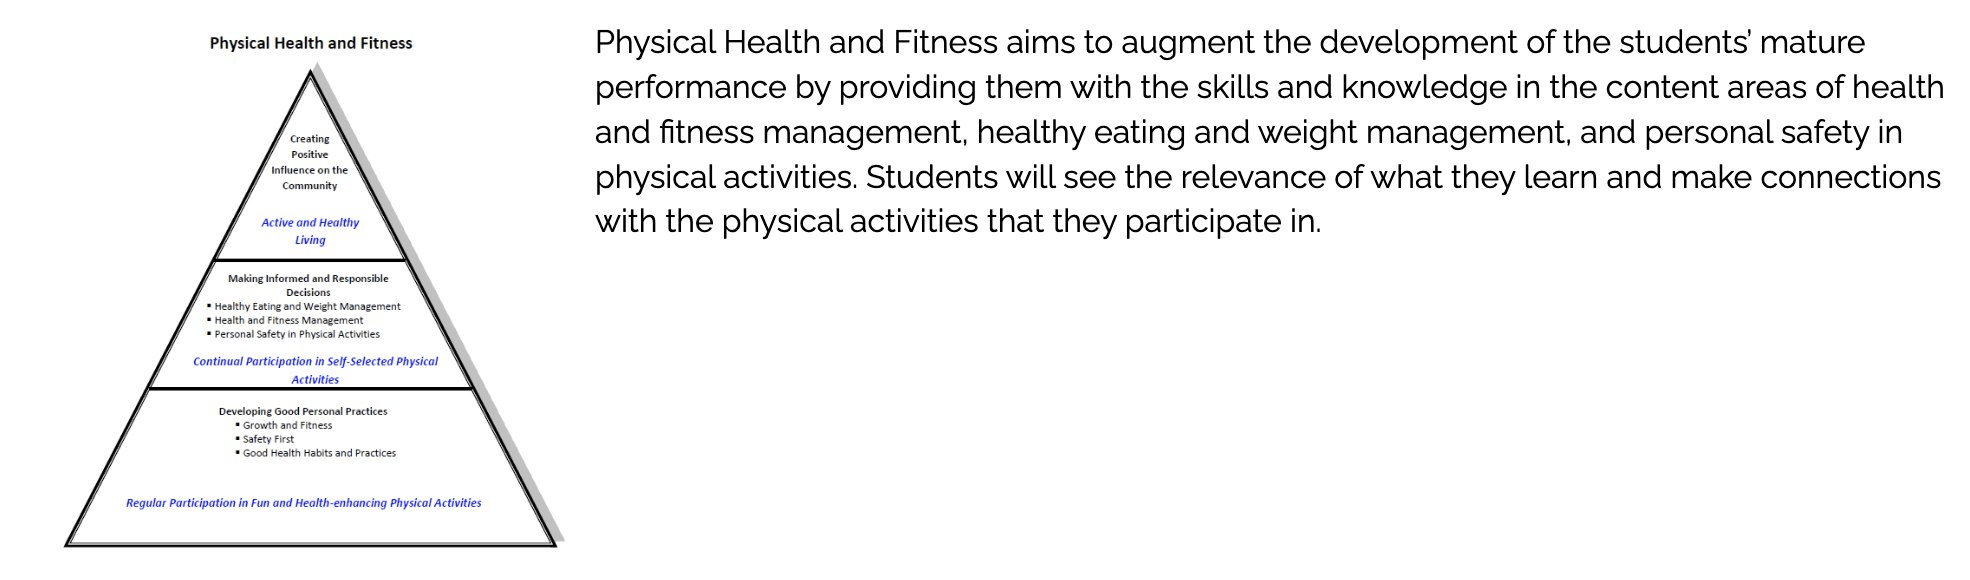 Physical Health and Fitness
Creating
Positive
Influence on the
Community
Active and Healthy
Living
Making Informed and Responsible
Decisions
▪ Healthy Eating and Weight Management
▪ Health and Fitness Management
▪ Personal Safety in Physical Activities
Continual Participation in Self-Selected Physical
Activities
Developing Good Personal Practices
▪ Growth and Fitness
▪ Safety First
▪ Good Health Habits and Practices
Regular Participation in Fun and Health-enhancing Physical Activities
Physical Health and Fitness aims to augment the development of the students’ mature
performance by providing them with the skills and knowledge in the content areas of health
and fitness management, healthy eating and weight management, and personal safety in
physical activities. Students will see the relevance of what they learn and make connections
with the physical activities that they participate in.